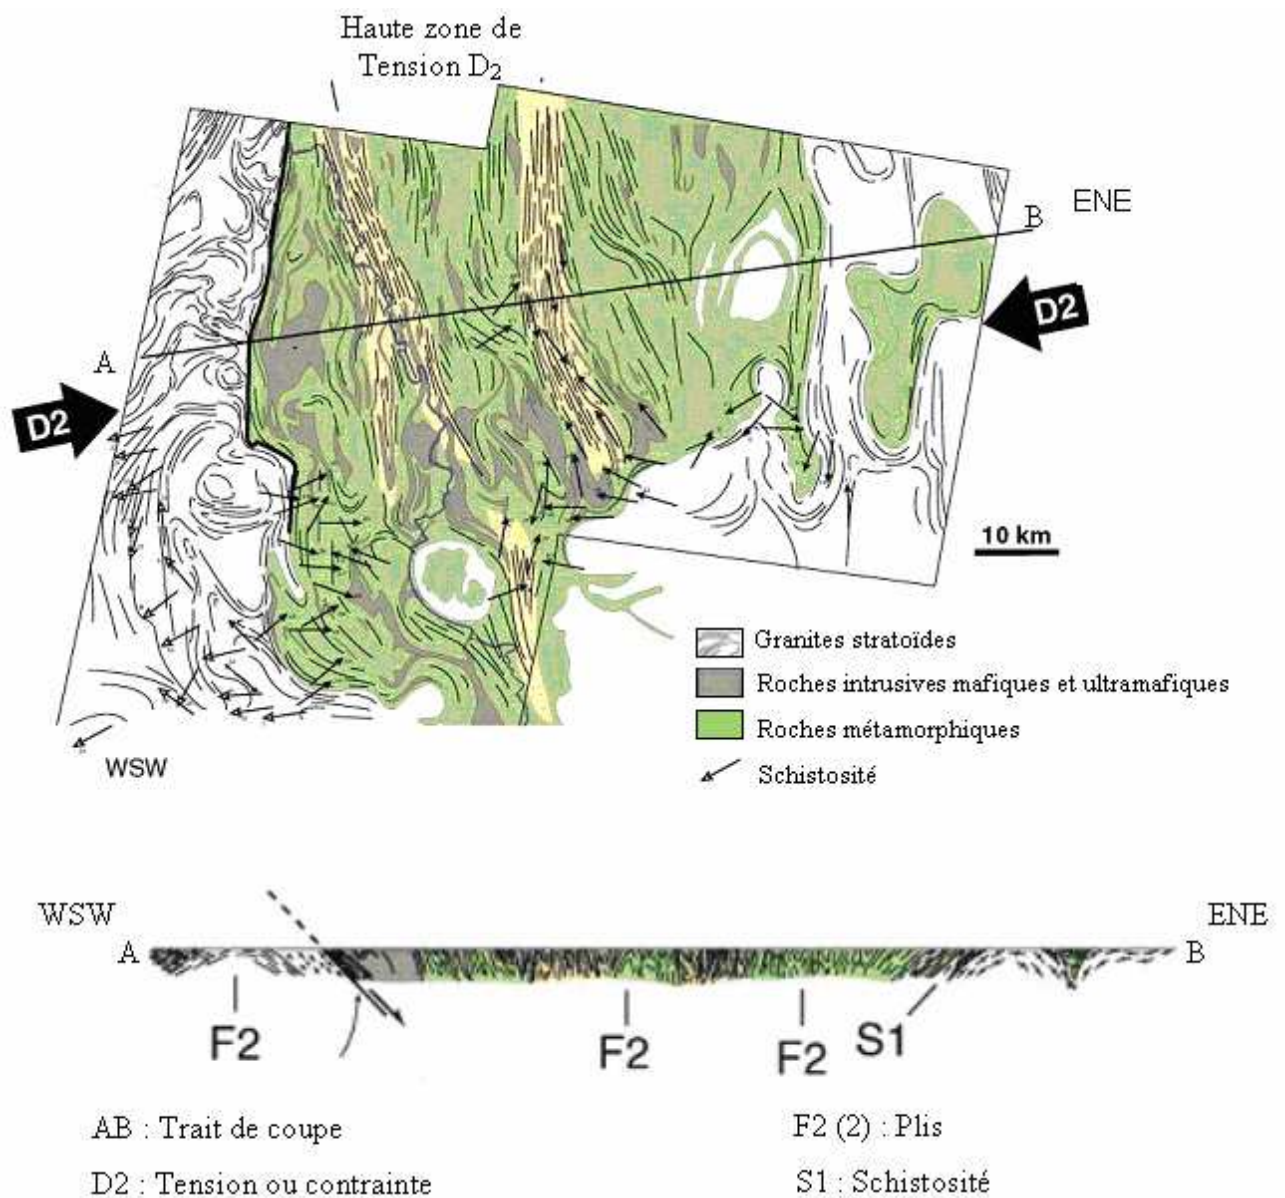 Haute zone de
Tension D₂
B ENE
D2
A
D2
10 km
Granites stratoïdes
Roches intrusives mafiques et ultramafiques
Roches métamorphiques
Schistosité
WSW
WSW ENE
A B
F2 F2 F2 S1
AB : Trait de coupe
F2 (2) : Plis
D2 : Tension ou contrainte
S1 : Schistosité